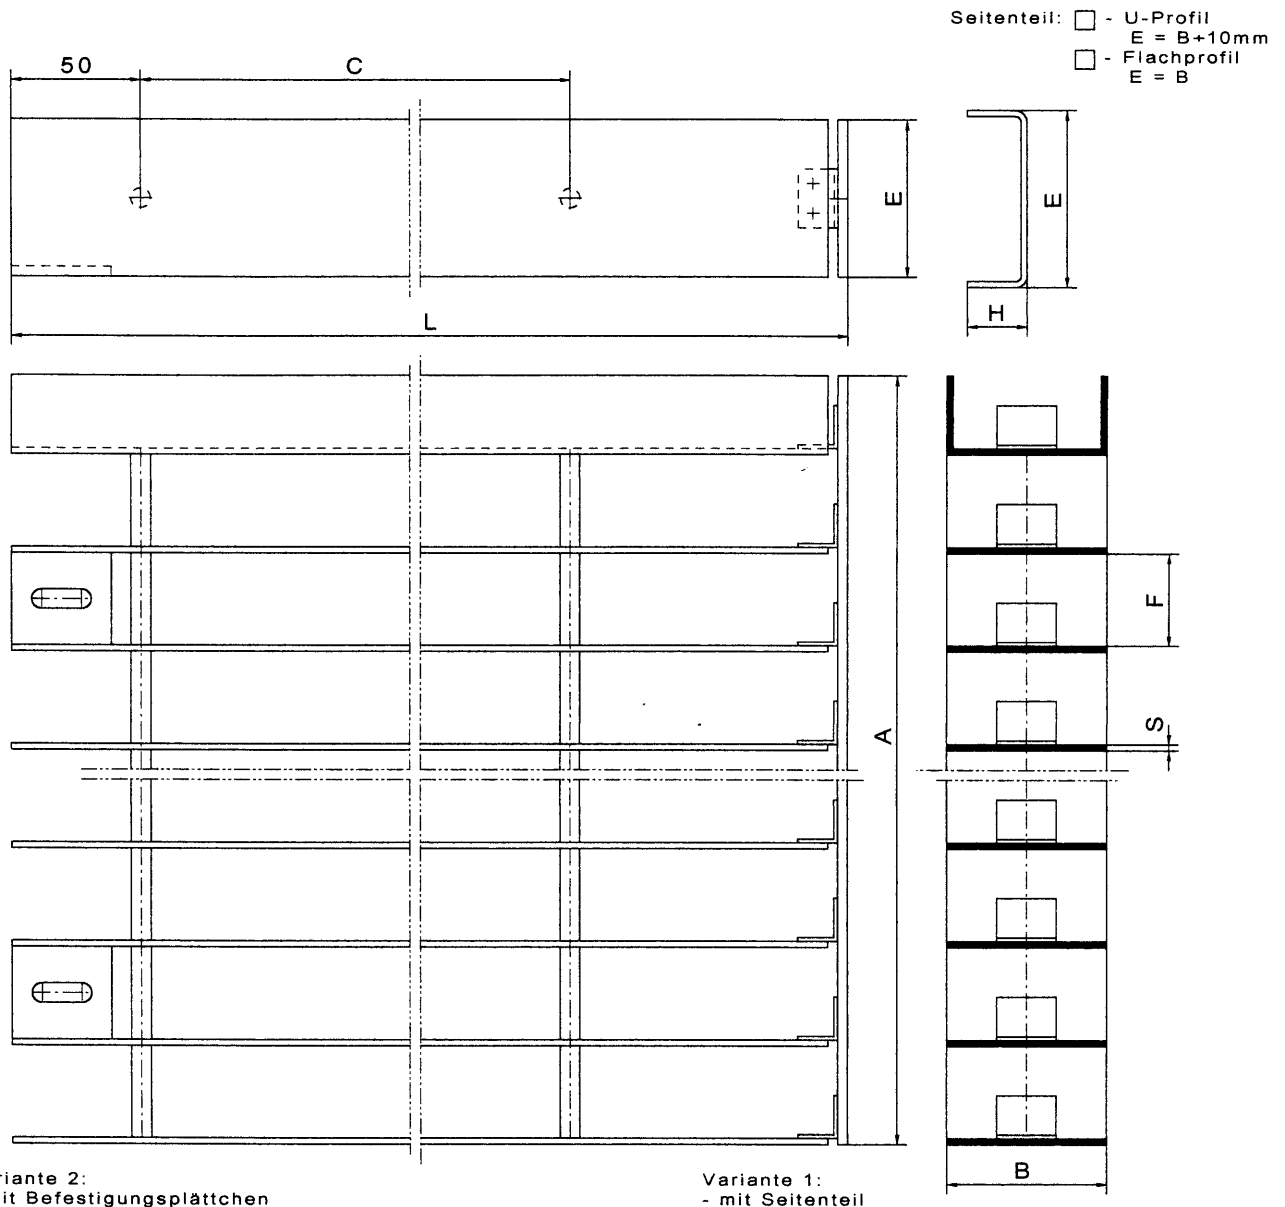 Seitenteil: - U-Profil
E = B+10mm
- Flachprofil
E = B
50
C
E
E
L
H
F
A
S
B
riante 2:
it Befestigungsplättchen
Variante 1:
- mit Seitenteil